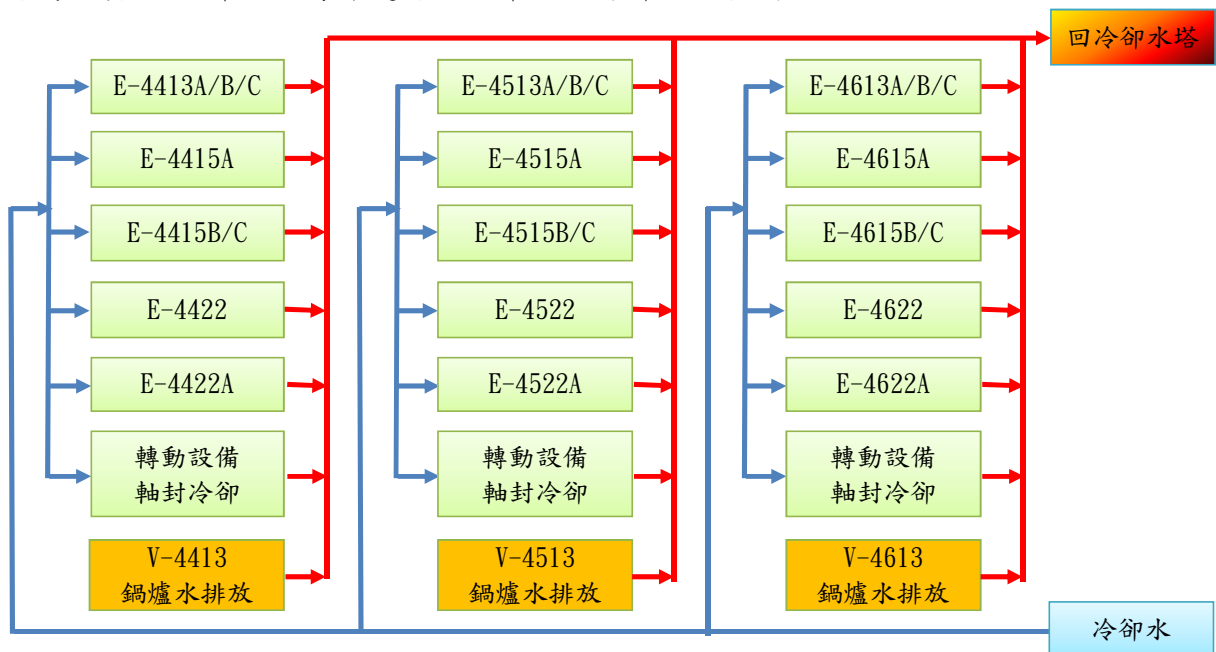 回冷卻水塔
E-4413A/B/C
E-4415A
E-4415B/C
E-4422
E-4422A
轉動設備
軸封冷卻
V-4413
鍋爐水排放
E-4513A/B/C
E-4515A
E-4515B/C
E-4522
E-4522A
轉動設備
軸封冷卻
V-4513
鍋爐水排放
E-4613A/B/C
E-4615A
E-4615B/C
E-4622
E-4622A
轉動設備
軸封冷卻
V-4613
鍋爐水排放
冷卻水